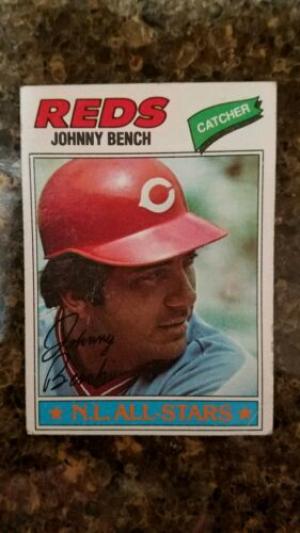 REDS
CATCHER
JOHNNY BENCH
C
Johnny
Bench
★ N.L. ALL-STARS ★